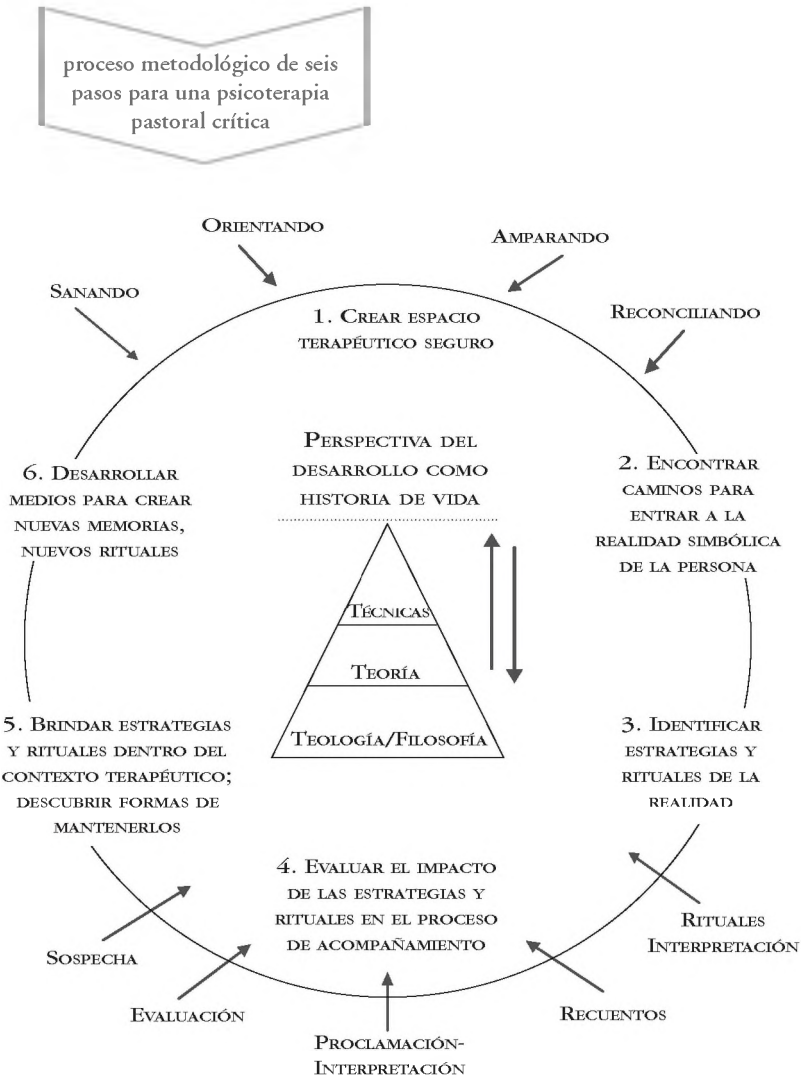 proceso metodológico de seis
pasos para una psicoterapia
pastoral crítica
Orientando
Amparando
Sanando
Reconciliando
1. Crear espacio
terapéutico seguro
Perspectiva del
desarrollo como
historia de vida
2. Encontrar
caminos para
entrar a la
realidad simbólica
de la persona
6. Desarrollar
medios para crear
nuevas memorias,
nuevos rituales
Técnicas
Teoría
Teología/Filosofía
3. Identificar
estrategias y
rituales de la
realidad
5. Brindar estrategias
y rituales dentro del
contexto terapéutico;
descubrir formas de
mantenerlos
4. Evaluar el impacto
de las estrategias y
rituales en el proceso
de acompañamiento
Sospecha
Evaluación
Proclamación-
Interpretación
Recuentos
Rituales
Interpretación